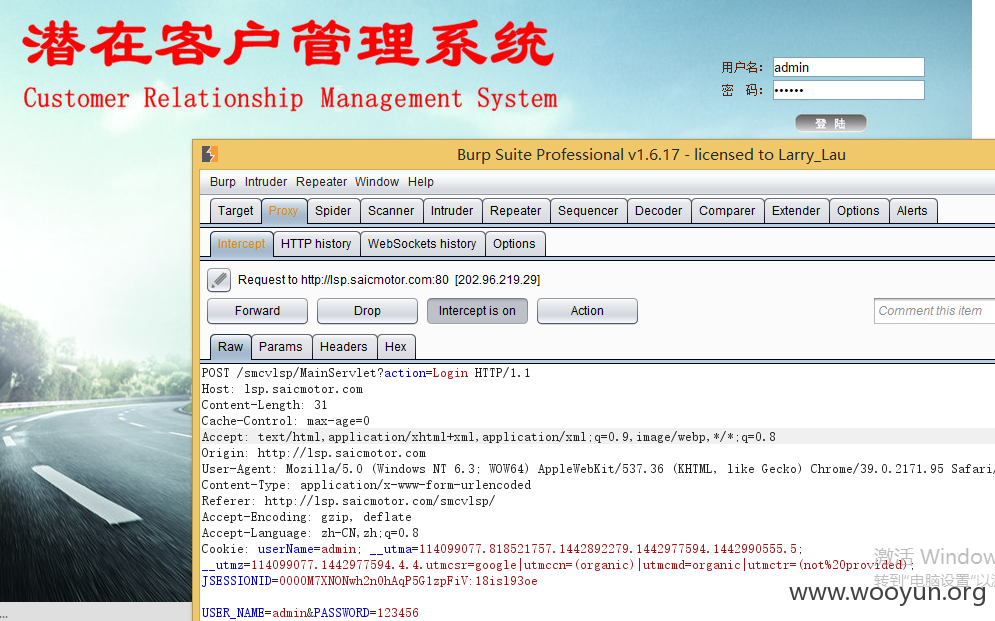 潜在客户管理系统
Customer Relationship Management System
用户名: admin
密 码: ••••••
登 陆
Burp Suite Professional v1.6.17 - licensed to Larry_Lau
Burp Intruder Repeater Window Help
Target Proxy Spider Scanner Intruder Repeater Sequencer Decoder Comparer Extender Options Alerts
Intercept HTTP history WebSockets history Options
Request to http://lsp.saicmotor.com:80 [202.96.219.29]
Forward Drop Intercept is on Action Comment this item
Raw Params Headers Hex
POST /smcvlsp/MainServlet?action=Login HTTP/1.1
Host: lsp.saicmotor.com
Content-Length: 31
Cache-Control: max-age=0
Accept: text/html,application/xhtml+xml,application/xml;q=0.9,image/webp,*/*;q=0.8
Origin: http://lsp.saicmotor.com
User-Agent: Mozilla/5.0 (Windows NT 6.3; WOW64) AppleWebKit/537.36 (KHTML, like Gecko) Chrome/39.0.2171.95 Safari/
Content-Type: application/x-www-form-urlencoded
Referer: http://lsp.saicmotor.com/smcvlsp/
Accept-Encoding: gzip, deflate
Accept-Language: zh-CN,zh;q=0.8
Cookie: userName=admin; __utma=114099077.818521757.1442892279.1442977594.1442990555.5;
__utmz=114099077.1442977594.4.4.utmcsr=google|utmccn=(organic)|utmcmd=organic|utmctr=(not%20provided);
JSESSIONID=0000M7XNONwh2n0hAqP5G1zpFiV:18isl93oe
USER_NAME=admin&PASSWORD=123456
激活 Window
转到"电脑设置"以
www.wooyun.org